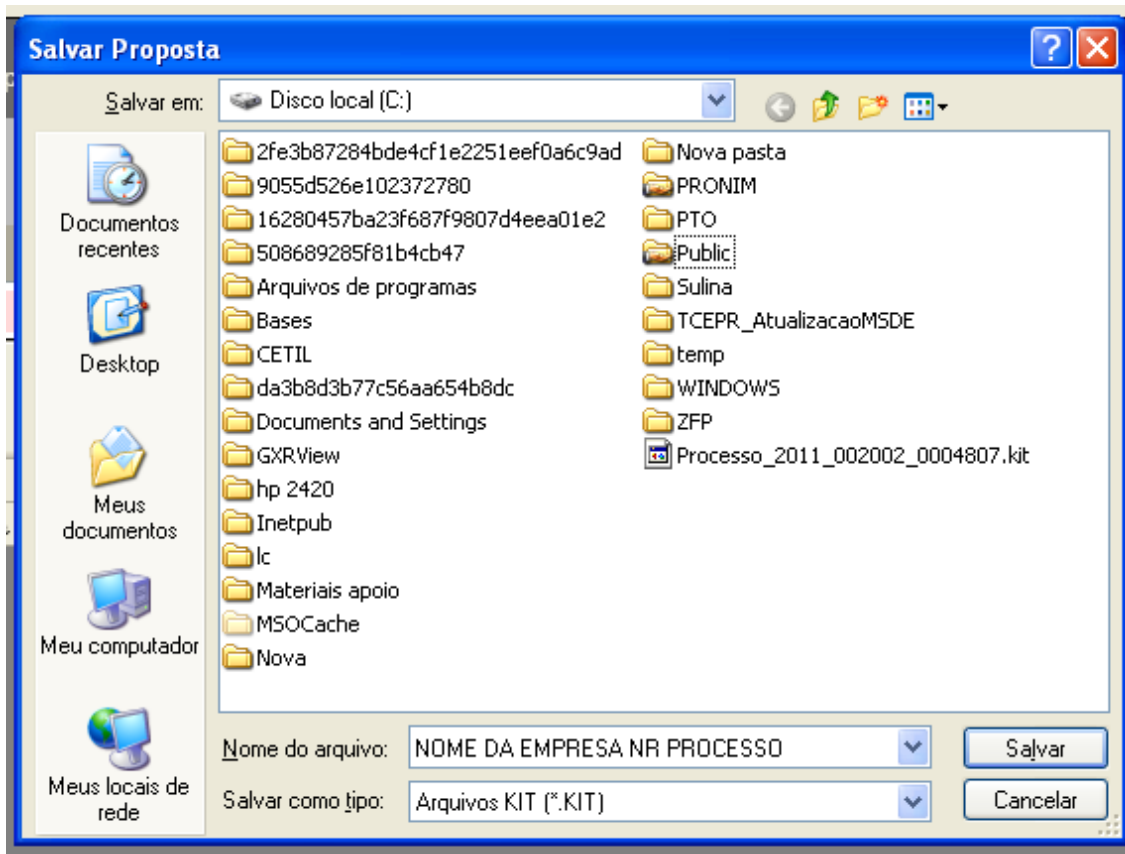 Salvar Proposta
Salvar em:
Disco local (C:)
Documentos
recentes
Desktop
Meus
documentos
Meu computador
Meus locais de
rede
2fe3b87284bde4cf1e2251eef0a6c9ad
9055d526e102372780
16280457ba23f687f9807d4eea01e2
508689285f81b4cb47
Arquivos de programas
Bases
CETIL
da3b8d3b77c56aa654b8dc
Documents and Settings
GXRView
hp 2420
Inetpub
lc
Materiais apoio
MSOCache
Nova
Nova pasta
PRONIM
PTO
Public
Sulina
TCEPR_AtualizacaoMSDE
temp
WINDOWS
ZFP
Processo_2011_002002_0004807.kit
Nome do arquivo:
NOME DA EMPRESA NR PROCESSO
Salvar
Salvar como tipo:
Arquivos KIT (*.KIT)
Cancelar